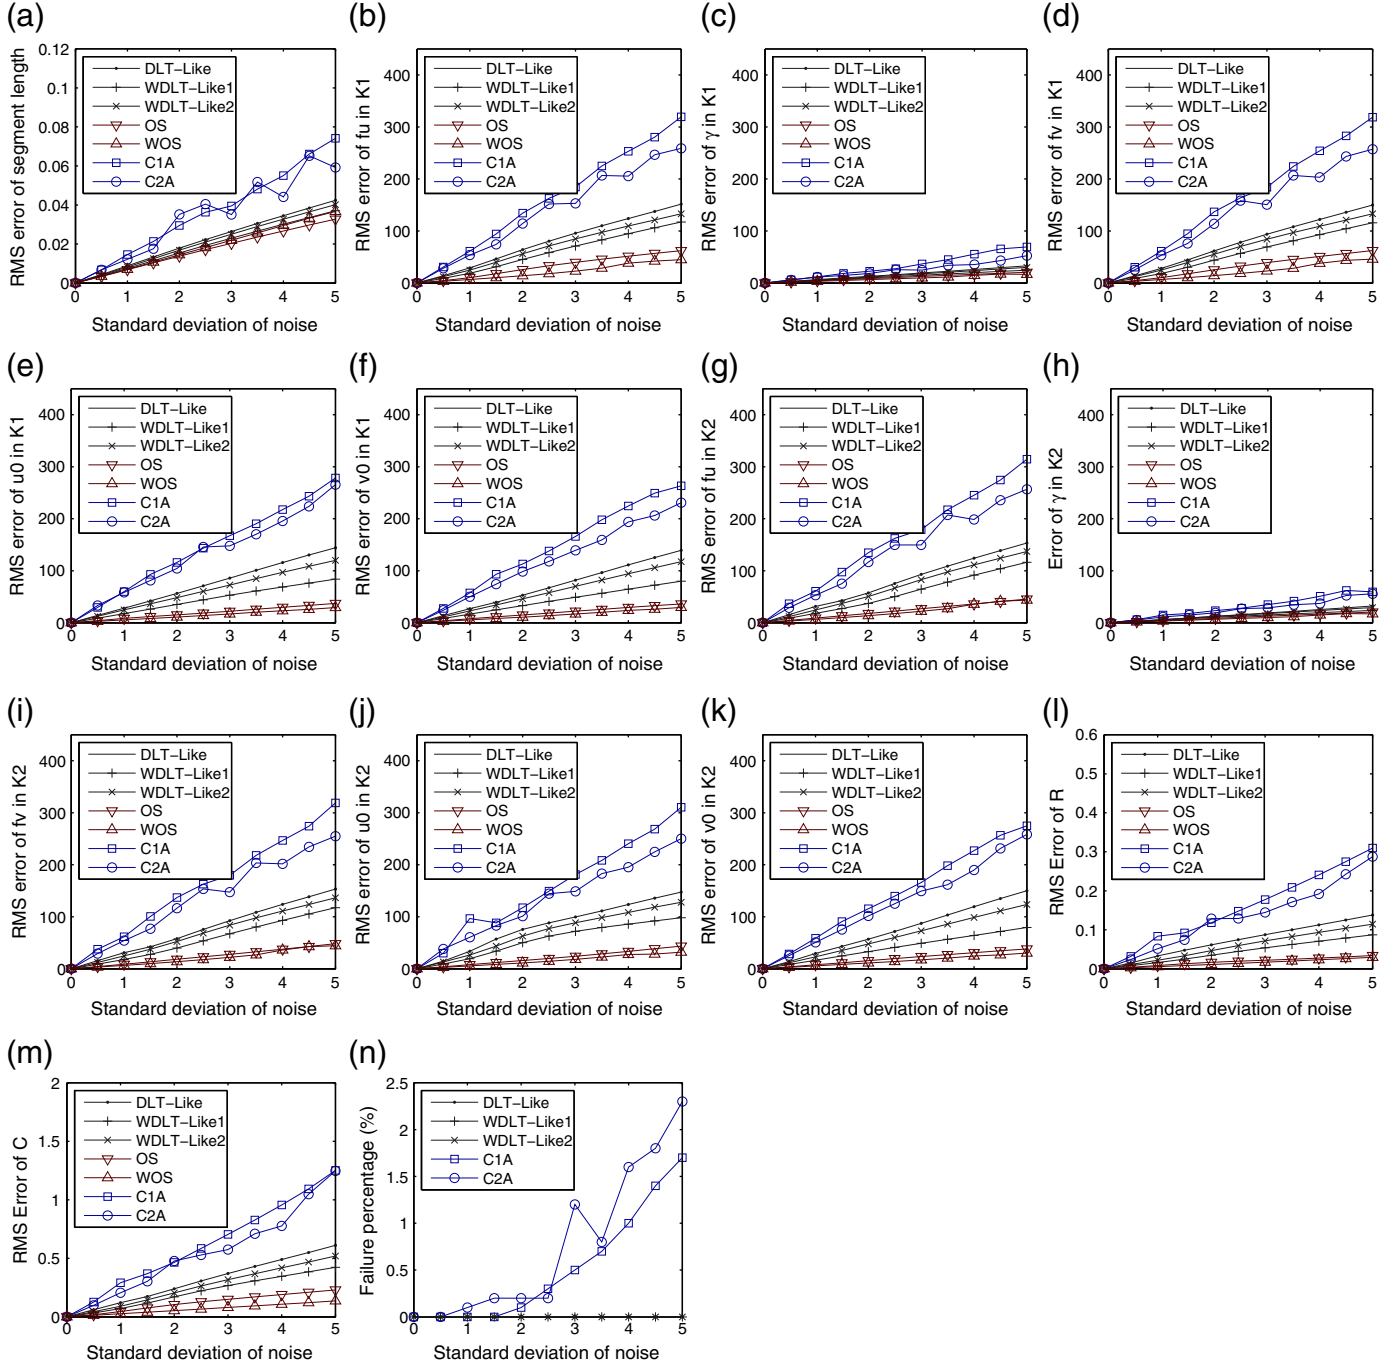 (a)
RMS error of segment length
0.12
0.1
0.08
0.06
0.04
0.02
0
DLT−Like
WDLT−Like1
WDLT−Like2
OS
WOS
C1A
C2A
0 1 2 3 4 5
Standard deviation of noise
(b)
RMS error of fu in K1
400
300
200
100
0
DLT−Like
WDLT−Like1
WDLT−Like2
OS
WOS
C1A
C2A
0 1 2 3 4 5
Standard deviation of noise
(c)
RMS error of γ in K1
400
300
200
100
0
DLT−Like
WDLT−Like1
WDLT−Like2
OS
WOS
C1A
C2A
0 1 2 3 4 5
Standard deviation of noise
(d)
RMS error of fv in K1
400
300
200
100
0
DLT−Like
WDLT−Like1
WDLT−Like2
OS
WOS
C1A
C2A
0 1 2 3 4 5
Standard deviation of noise
(e)
RMS error of u0 in K1
400
300
200
100
0
DLT−Like
WDLT−Like1
WDLT−Like2
OS
WOS
C1A
C2A
0 1 2 3 4 5
Standard deviation of noise
(f)
RMS error of v0 in K1
400
300
200
100
0
DLT−Like
WDLT−Like1
WDLT−Like2
OS
WOS
C1A
C2A
0 1 2 3 4 5
Standard deviation of noise
(g)
RMS error of fu in K2
400
300
200
100
0
DLT−Like
WDLT−Like1
WDLT−Like2
OS
WOS
C1A
C2A
0 1 2 3 4 5
Standard deviation of noise
(h)
Error of γ in K2
400
300
200
100
0
DLT−Like
WDLT−Like1
WDLT−Like2
OS
WOS
C1A
C2A
0 1 2 3 4 5
Standard deviation of noise
(i)
RMS error of fv in K2
400
300
200
100
0
DLT−Like
WDLT−Like1
WDLT−Like2
OS
WOS
C1A
C2A
0 1 2 3 4 5
Standard deviation of noise
(j)
RMS error of u0 in K2
400
300
200
100
0
DLT−Like
WDLT−Like1
WDLT−Like2
OS
WOS
C1A
C2A
0 1 2 3 4 5
Standard deviation of noise
(k)
RMS error of v0 in K2
400
300
200
100
0
DLT−Like
WDLT−Like1
WDLT−Like2
OS
WOS
C1A
C2A
0 1 2 3 4 5
Standard deviation of noise
(l)
RMS Error of R
0.6
0.5
0.4
0.3
0.2
0.1
0
DLT−Like
WDLT−Like1
WDLT−Like2
OS
WOS
C1A
C2A
0 1 2 3 4 5
Standard deviation of noise
(m)
RMS Error of C
2
1.5
1
0.5
0
DLT−Like
WDLT−Like1
WDLT−Like2
OS
WOS
C1A
C2A
0 1 2 3 4 5
Standard deviation of noise
(n)
Failure percentage (%)
2.5
2
1.5
1
0.5
0
DLT−Like
WDLT−Like1
WDLT−Like2
C1A
C2A
0 1 2 3 4 5
Standard deviation of noise